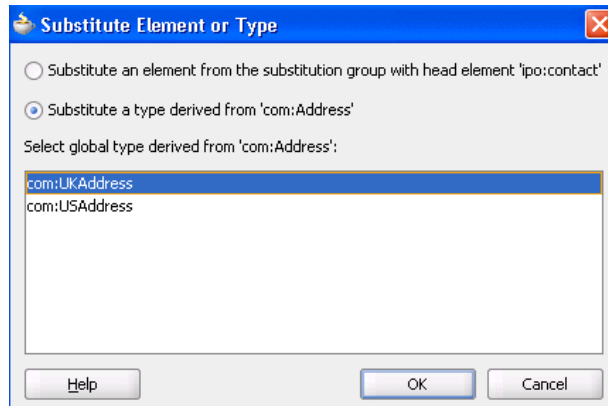 Substitute Element or Type
Substitute an element from the substitution group with head element 'ipo:contact'
Substitute a type derived from 'com:Address'
Select global type derived from 'com:Address':
com:UKAddress
com:USAddress
Help OK Cancel